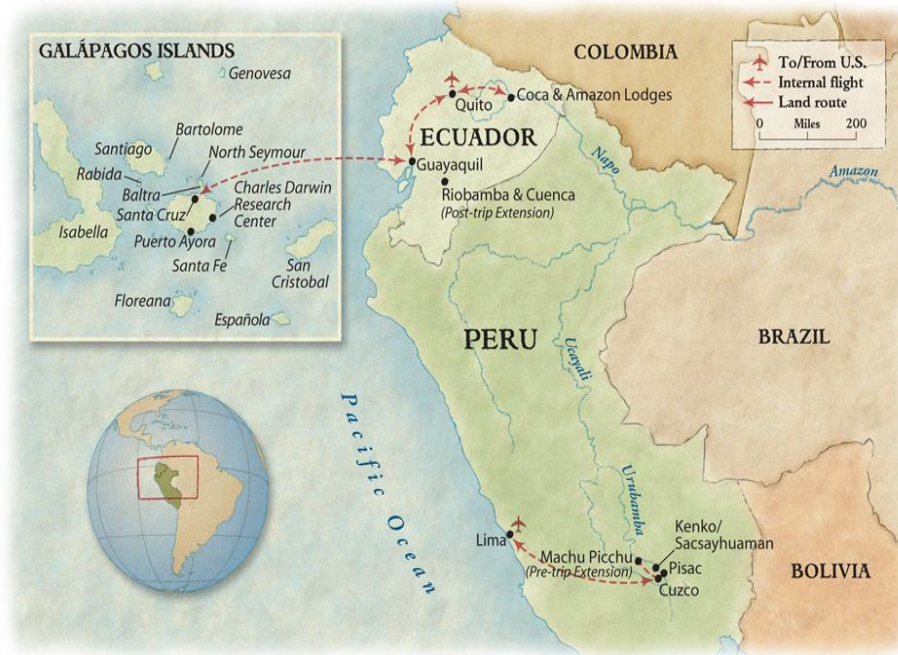 GALÁPAGOS ISLANDS
Genovesa
Bartolome
Santiago
North Seymour
Rabida
Baltra
Charles Darwin
Research
Center
Santa Cruz
Isabella
Puerto Ayora
Santa Fe
San
Cristobal
Floreana
Española
COLOMBIA
To/From U.S.
Internal flight
Land route
0 Miles 200
Quito
Coca & Amazon Lodges
ECUADOR
Guayaquil
Napo
Amazon
Riobamba & Cuenca
(Post-trip Extension)
PERU
Ucayali
BRAZIL
Pacific Ocean
Urubamba
Lima
Kenko/
Sacsayhuaman
Machu Picchu
(Pre-trip Extension)
Pisac
Cuzco
BOLIVIA